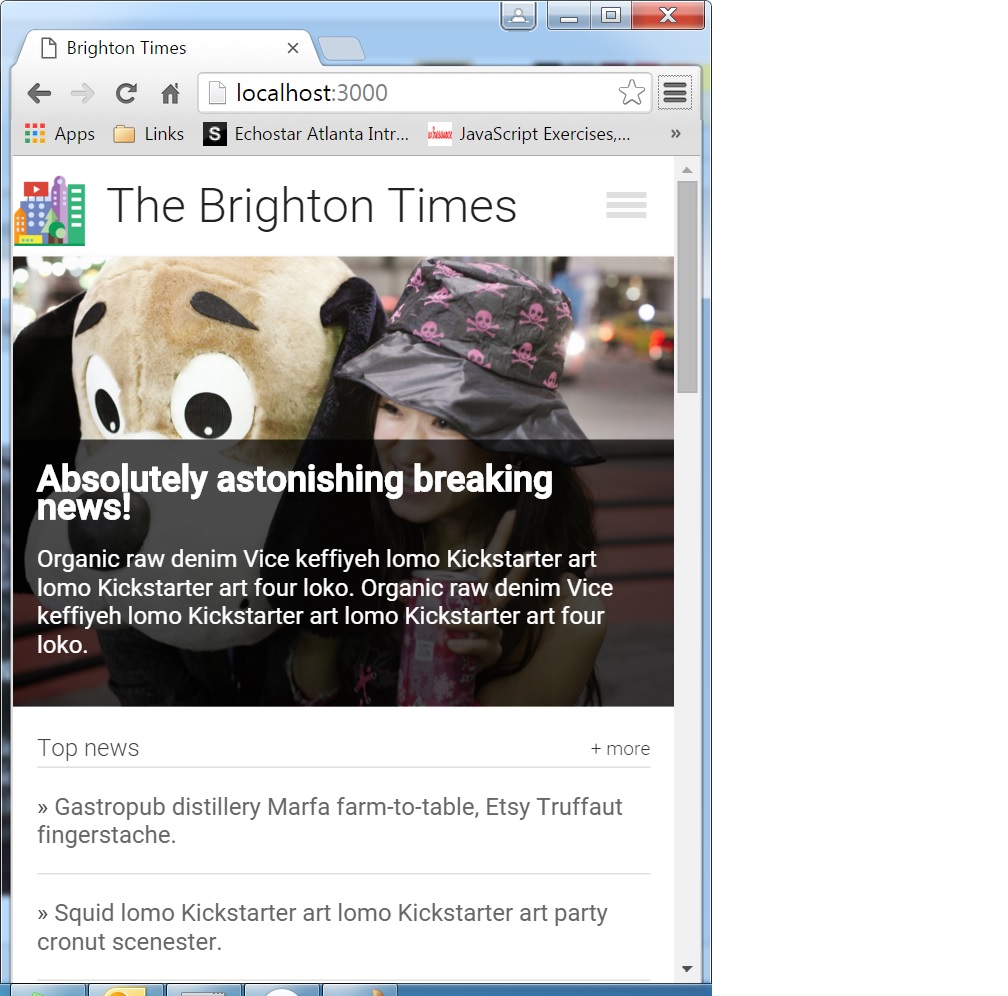 Brighton Times
localhost:3000
Apps Links Echostar Atlanta Intr... JavaScript Exercises,... »
The Brighton Times
Absolutely astonishing breaking
news!
Organic raw denim Vice keffiyeh lomo Kickstarter art
lomo Kickstarter art four loko. Organic raw denim Vice
keffiyeh lomo Kickstarter art lomo Kickstarter art four
loko.
Top news + more
» Gastropub distillery Marfa farm-to-table, Etsy Truffaut
fingerstache.
» Squid lomo Kickstarter art lomo Kickstarter art party
cronut scenester.